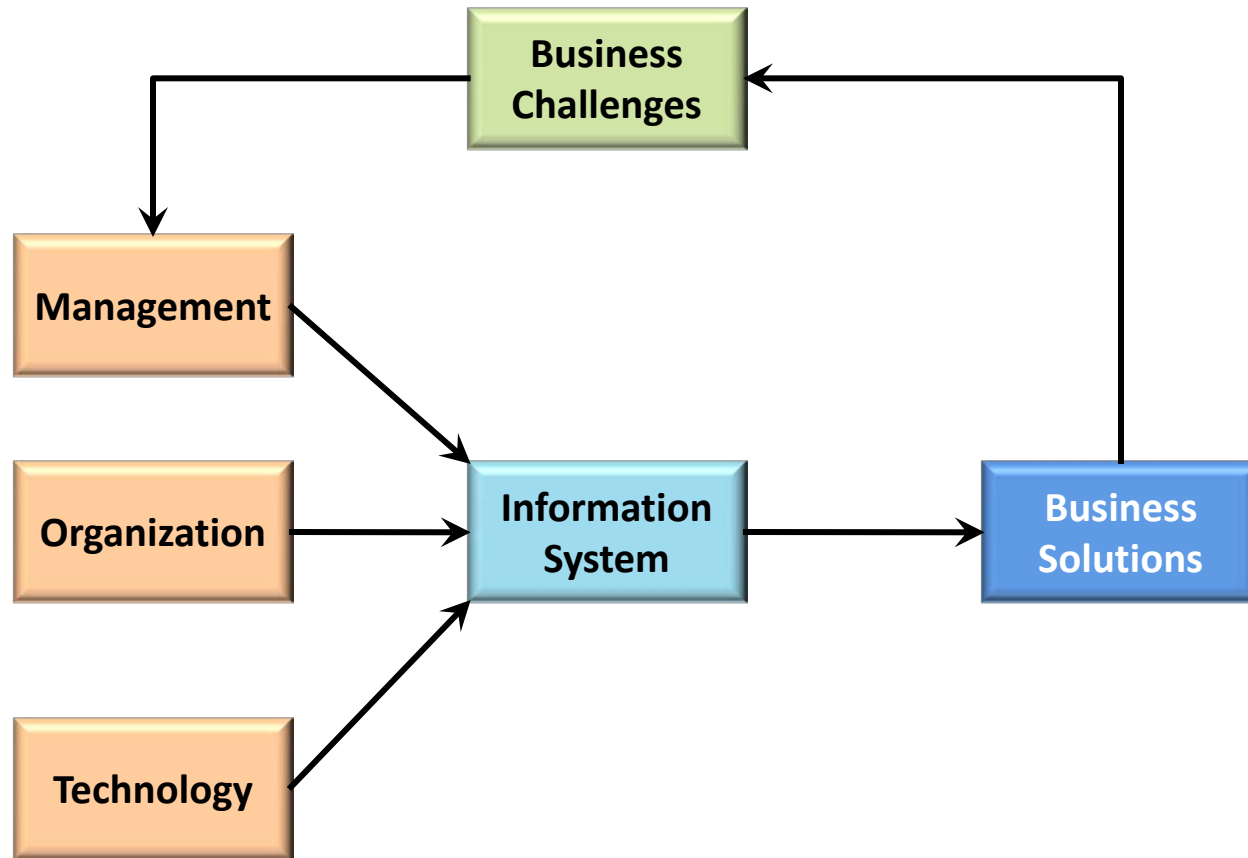 Business
Challenges
Management
Organization
Information
System
Business
Solutions
Technology